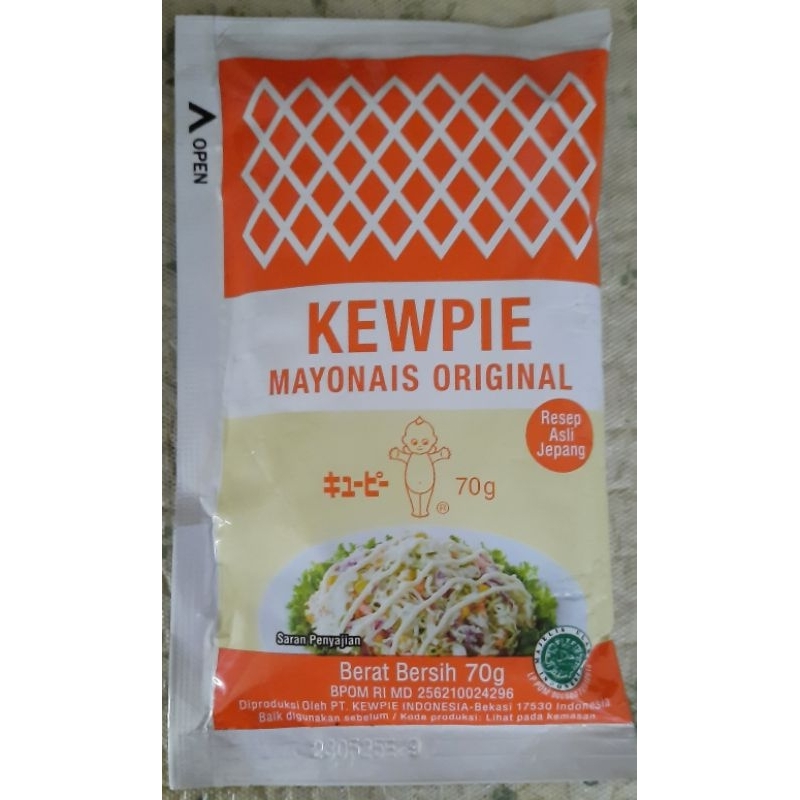 OPEN
KEWPIE
MAYONAIS ORIGINAL
Resep
Asli
Jepang
キューピー
70g
®
Saran Penyajian
Berat Bersih 70g
BPOM RI MD 256210024296
Diproduksi Oleh PT. KEWPIE INDONESIA-Bekasi 17530 Indonesia
Baik digunakan sebelum / Kode produksi: Lihat pada kemasan